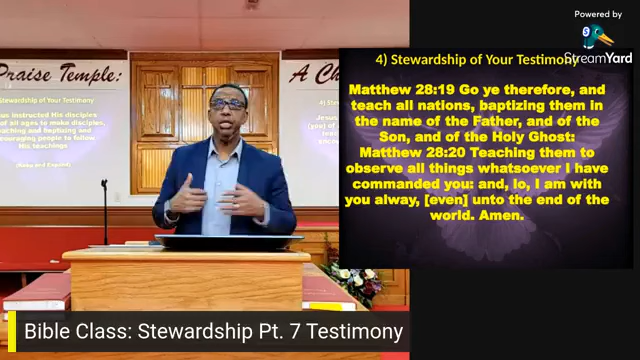 Powered by
StreamYard
Praise Temple:
A Ch
Stewardship of Your Testimony
4) Stewardship of Your Testimony
Matthew 28:19 Go ye therefore, and
teach all nations, baptizing them in
the name of the Father, and of the
Son, and of the Holy Ghost:
Matthew 28:20 Teaching them to
observe all things whatsoever I have
commanded you: and, lo, I am with
you alway, [even] unto the end of the
world. Amen.
Bible Class: Stewardship Pt. 7 Testimony